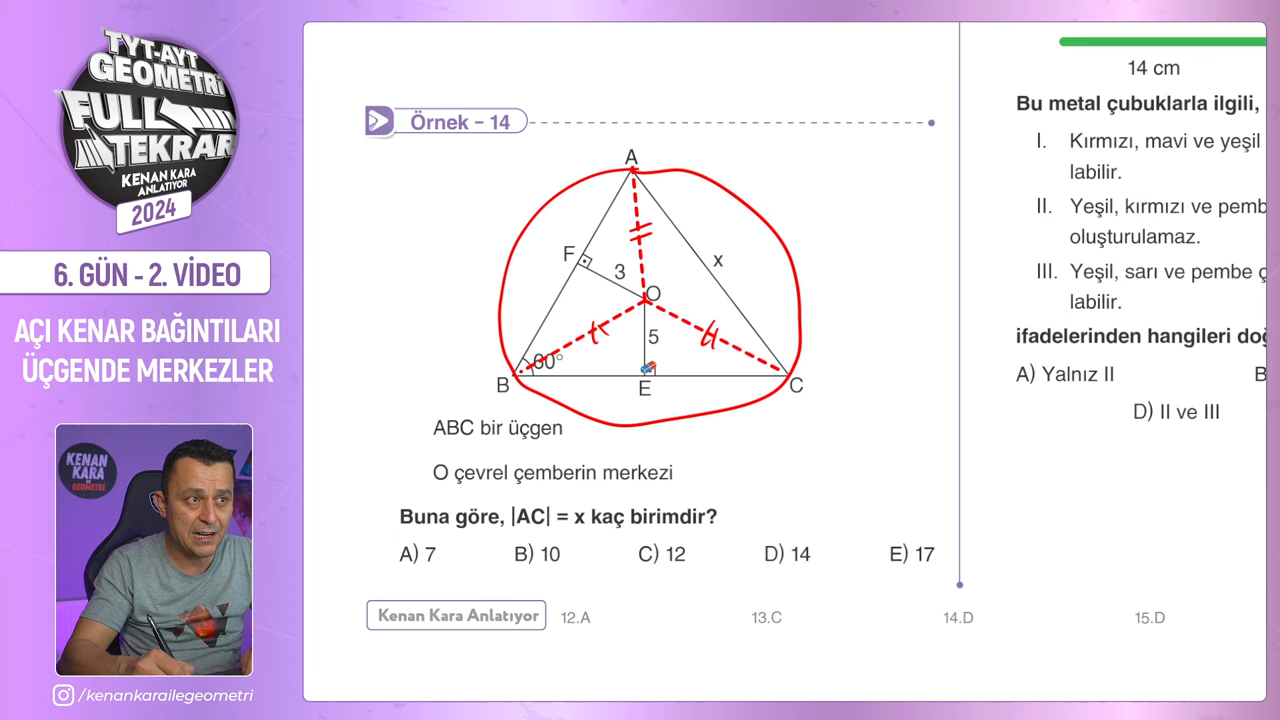 TYT-AYT
GEOMETRİ
FULL
TEKRAR
KENAN KARA
ANLATIYOR
2024
6. GÜN - 2. VİDEO
AÇI KENAR BAĞINTILARI
ÜÇGENDE MERKEZLER
KENAN
KARA
İLE
GEOMETRİ
/kenankarailegeometri
Örnek – 14
A
F
3
x
O
5
60°
B
E
C
ABC bir üçgen
O çevrel çemberin merkezi
Buna göre, |AC| = x kaç birimdir?
A) 7 B) 10 C) 12 D) 14 E) 17
Kenan Kara Anlatıyor 12.A 13.C 14.D 15.D
14 cm
Bu metal çubuklarla ilgili,
I. Kırmızı, mavi ve yeşil
labilir.
II. Yeşil, kırmızı ve pemb
oluşturulamaz.
III. Yeşil, sarı ve pembe ç
labilir.
ifadelerinden hangileri doğ
A) Yalnız II B
D) II ve III